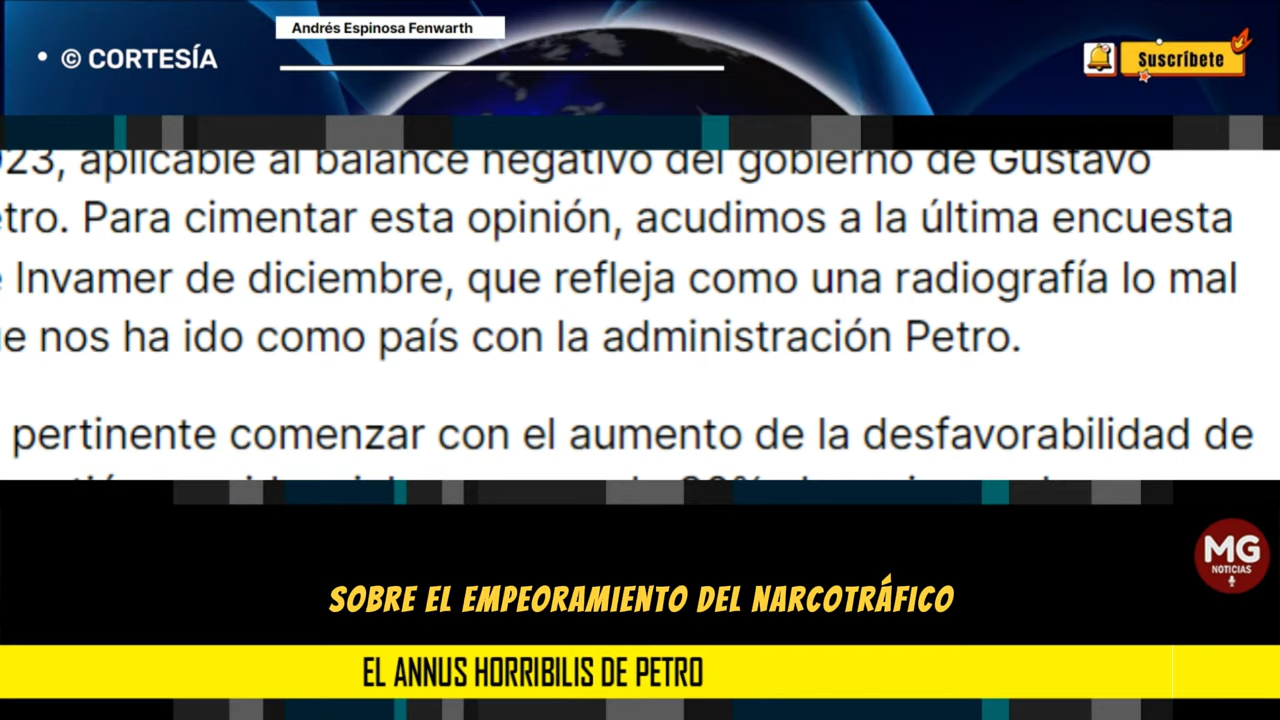 Andrés Espinosa Fenwarth
• © CORTESÍA
Suscríbete
23, aplicable al balance negativo del gobierno de Gustavo
etro. Para cimentar esta opinión, acudimos a la última encuesta
e Invamer de diciembre, que refleja como una radiografía lo mal
ue nos ha ido como país con la administración Petro.
pertinente comenzar con el aumento de la desfavorabilidad de
MG
NOTICIAS
SOBRE EL EMPEORAMIENTO DEL NARCOTRÁFICO
EL ANNUS HORRIBILIS DE PETRO